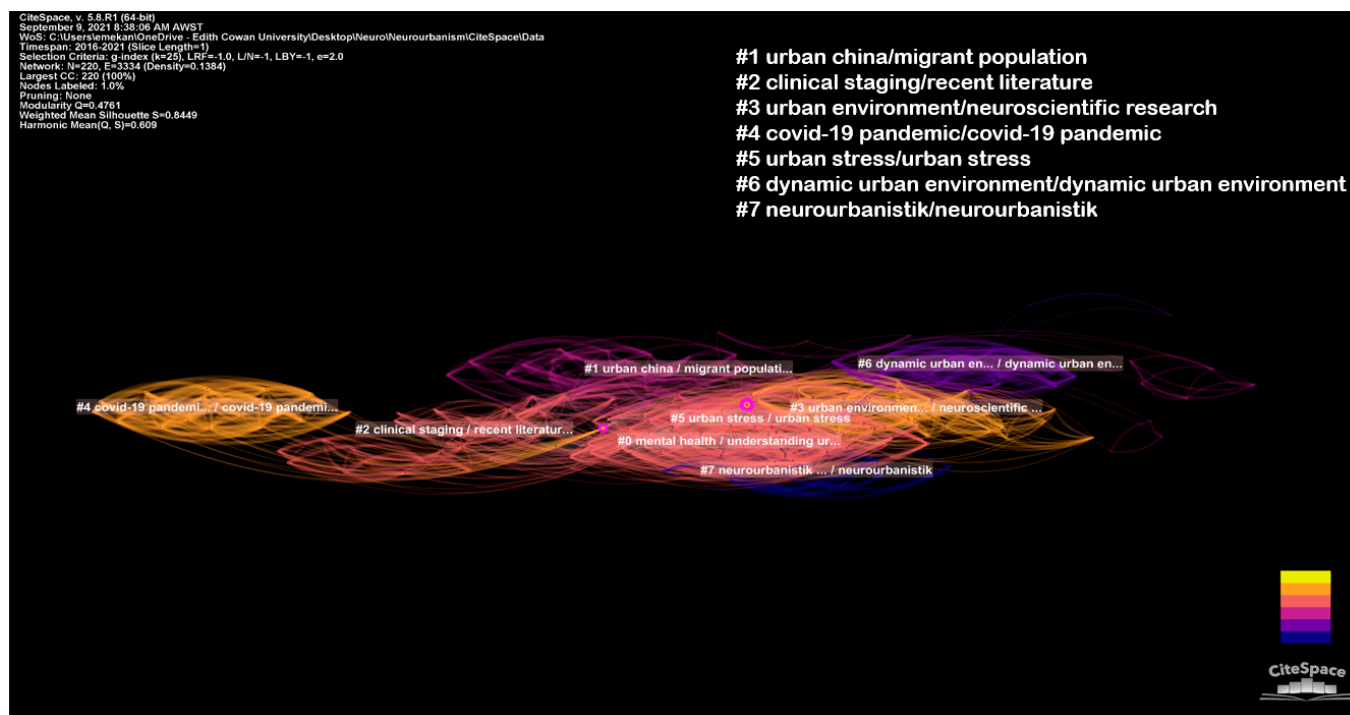 CiteSpace, v. 5.8.R1 (64-bit)
September 9, 2021 8:38:06 AM AWST
WoS: C:\Users\emekan\OneDrive - Edith Cowan University\Desktop\Neuro\Neurourbanism\CiteSpace\Data
Timespan: 2016-2021 (Slice Length=1)
Selection Criteria: g-index (k=25), LRF=-1.0, L/N=-1, LBY=-1, e=2.0
Network: N=220, E=3334 (Density=0.1384)
Largest CC: 220 (100%)
Nodes Labeled: 1.0%
Pruning: None
Modularity Q=0.4761
Weighted Mean Silhouette S=0.8449
Harmonic Mean(Q, S)=0.609
#1 urban china/migrant population
#2 clinical staging/recent literature
#3 urban environment/neuroscientific research
#4 covid-19 pandemic/covid-19 pandemic
#5 urban stress/urban stress
#6 dynamic urban environment/dynamic urban environment
#7 neurourbanistik/neurourbanistik
#1 urban china / migrant populati...
#6 dynamic urban en... / dynamic urban en...
#4 covid-19 pandemi... / covid-19 pandemi...
#3 urban environmen... / neuroscientific ...
#5 urban stress / urban stress
#2 clinical staging / recent literatur...
#0 mental health / understanding ur...
#7 neurourbanistik ... / neurourbanistik
CiteSpace